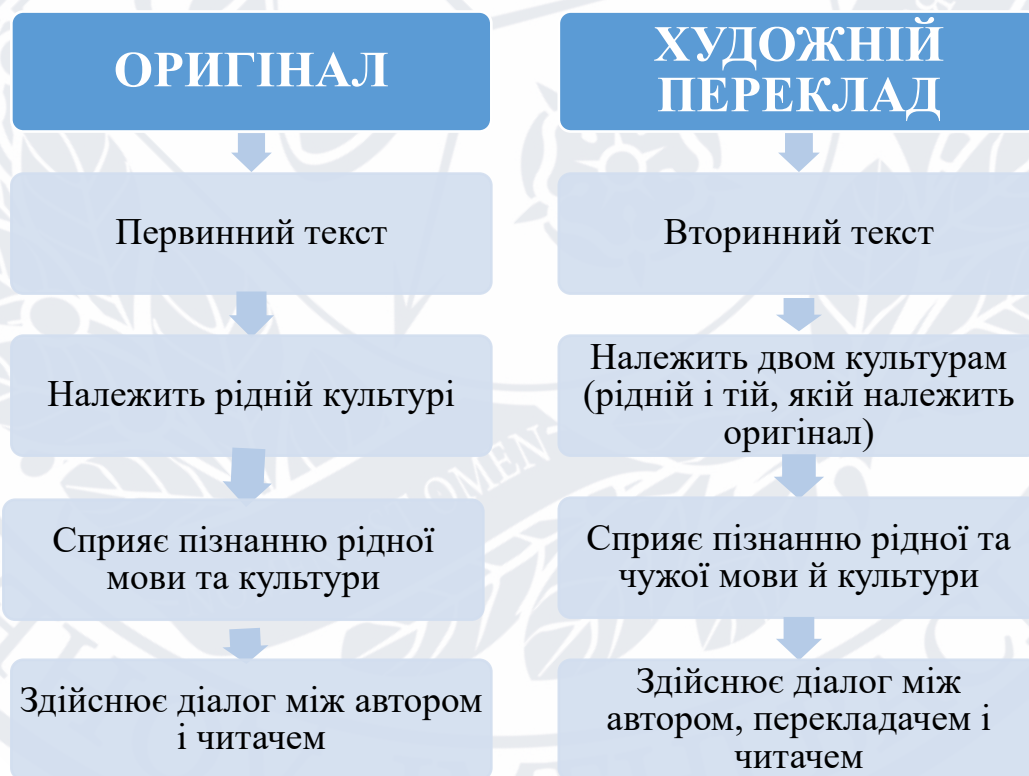 ОРИГІНАЛ
Первинний текст
Належить рідній культурі
Сприяє пізнанню рідної
мови та культури
Здійснює діалог між автором
і читачем
ХУДОЖНІЙ
ПЕРЕКЛАД
Вторинний текст
Належить двом культурам
(рідній і тій, якій належить
оригінал)
Сприяє пізнанню рідної та
чужої мови й культури
Здійснює діалог між
автором, перекладачем і
читачем